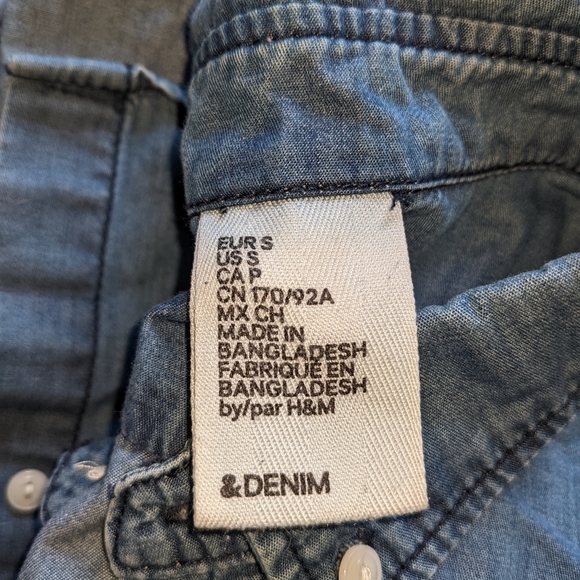 EUR S
US S
CA P
CN 170/92A
MX CH
MADE IN
BANGLADESH
FABRIQUÉ EN
BANGLADESH
by/par H&M
&DENIM